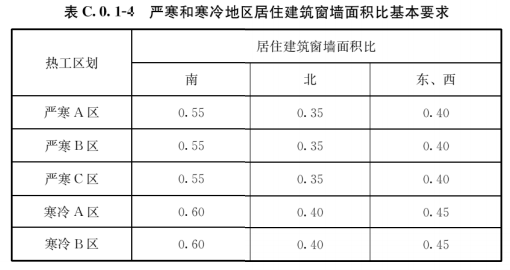 表 C.0.1-4 严寒和寒冷地区居住建筑窗墙面积比基本要求
热工区划 居住建筑窗墙面积比
南 北 东、西
严寒 A 区 0.55 0.35 0.40
严寒 B 区 0.55 0.35 0.40
严寒 C 区 0.55 0.35 0.40
寒冷 A 区 0.60 0.40 0.45
寒冷 B 区 0.60 0.40 0.45